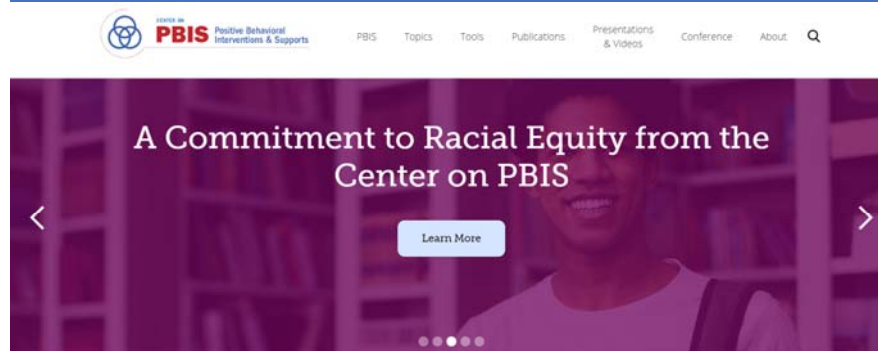 CENTER ON
PBIS
Positive Behavioral
Interventions & Supports
PBIS
Topics
Tools
Publications
Presentations
& Videos
Conference
About
A Commitment to Racial Equity from the
Center on PBIS
Learn More